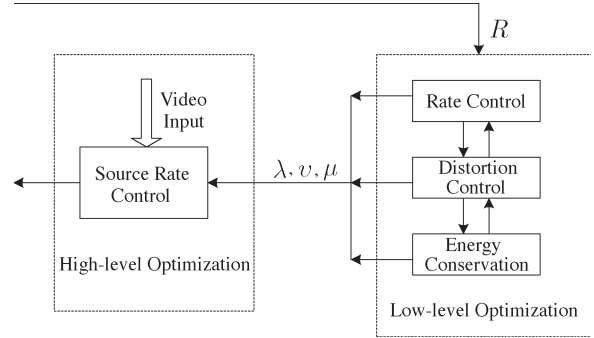 R
Video
Input
Rate Control
Source Rate
Control
λ, υ, μ
Distortion
Control
Energy
Conservation
High-level Optimization
Low-level Optimization